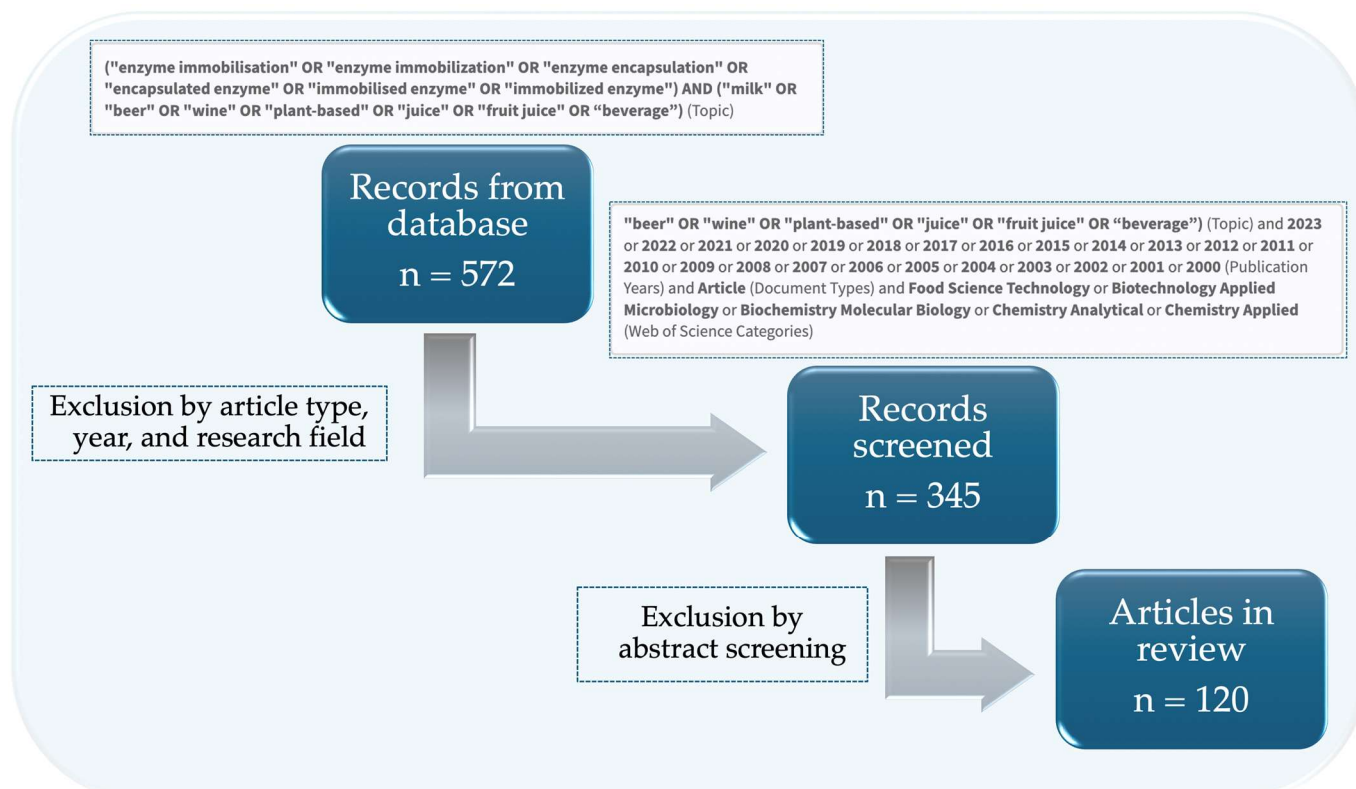 ("enzyme immobilisation" OR "enzyme immobilization" OR "enzyme encapsulation" OR
"encapsulated enzyme" OR "immobilised enzyme" OR "immobilized enzyme") AND ("milk" OR
"beer" OR "wine" OR "plant-based" OR "juice" OR "fruit juice" OR “beverage”) (Topic)
Records from
database
n = 572
"beer" OR "wine" OR "plant-based" OR "juice" OR "fruit juice" OR “beverage”) (Topic) and 2023
or 2022 or 2021 or 2020 or 2019 or 2018 or 2017 or 2016 or 2015 or 2014 or 2013 or 2012 or 2011 or
2010 or 2009 or 2008 or 2007 or 2006 or 2005 or 2004 or 2003 or 2002 or 2001 or 2000 (Publication
Years) and Article (Document Types) and Food Science Technology or Biotechnology Applied
Microbiology or Biochemistry Molecular Biology or Chemistry Analytical or Chemistry Applied
(Web of Science Categories)
Exclusion by article type,
year, and research field
Records
screened
n = 345
Exclusion by
abstract screening
Articles in
review
n = 120